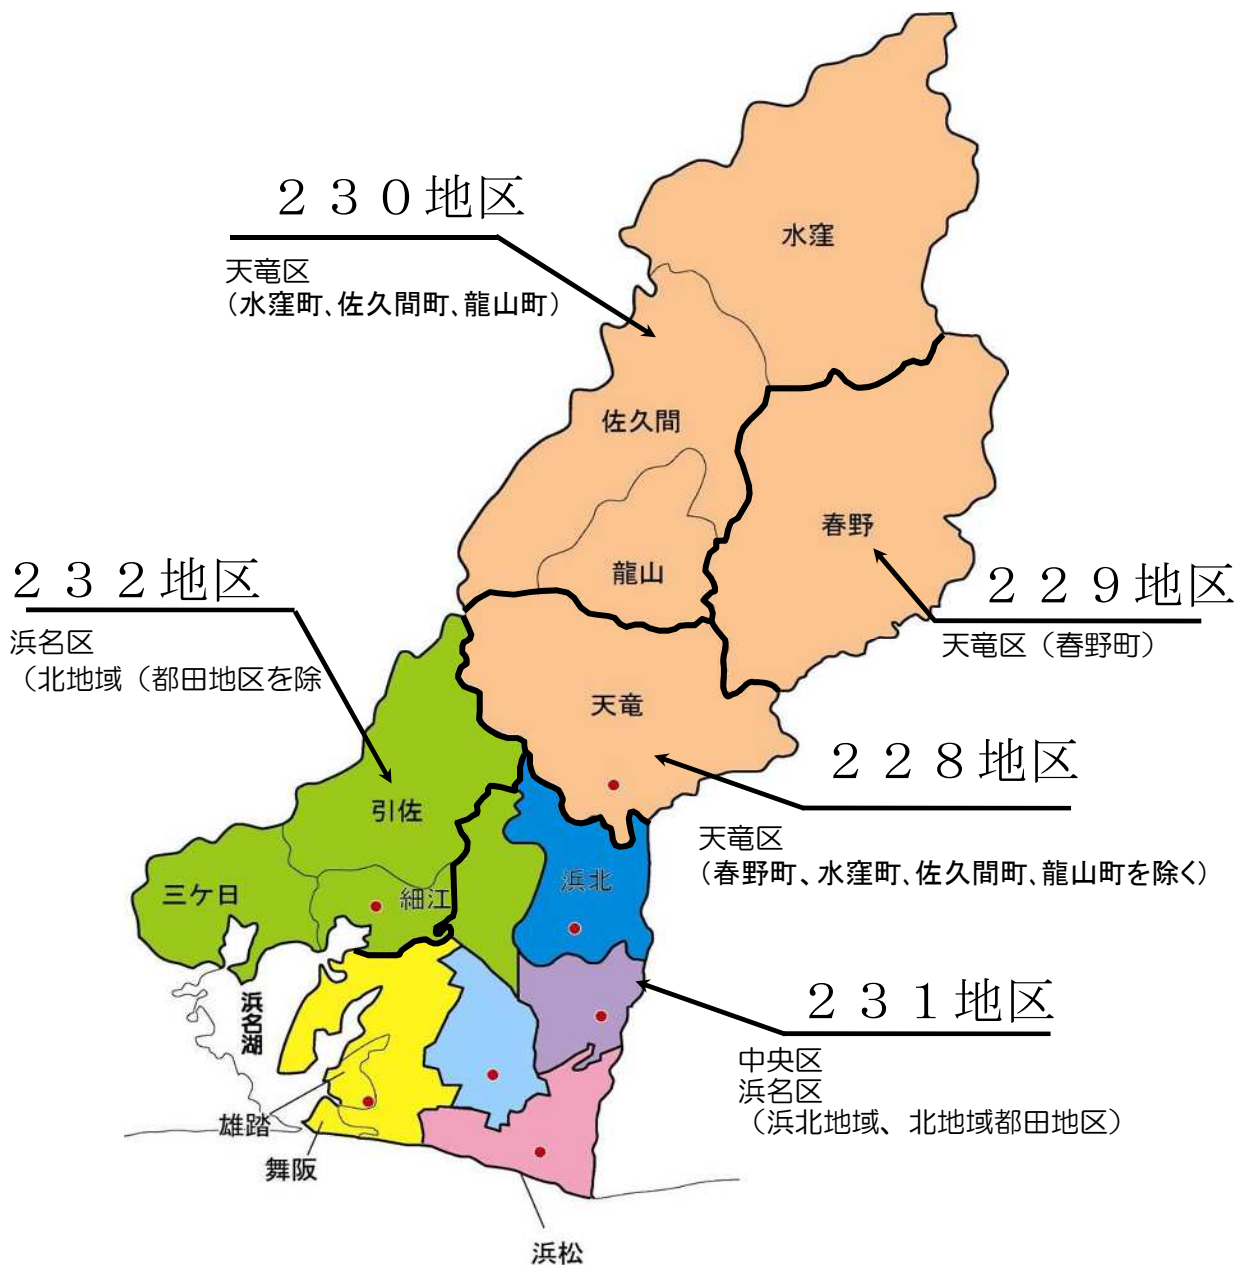 ２３０地区
天竜区
（水窪町、佐久間町、龍山町）
水窪
佐久間
春野
龍山
２３２地区
浜名区
（北地域（都田地区を除
２２９地区
天竜区（春野町）
天竜
２２８地区
天竜区
（春野町、水窪町、佐久間町、龍山町を除く）
引佐
三ケ日
細江
浜北
浜名湖
２３１地区
中央区
浜名区
（浜北地域、北地域都田地区）
雄踏
舞阪
浜松